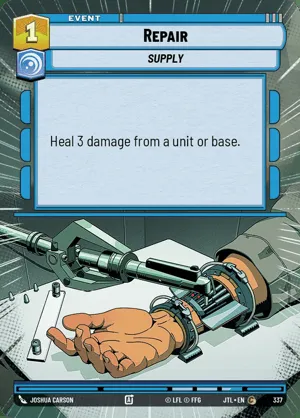 EVENT
1
REPAIR
SUPPLY
Heal 3 damage from a unit or base.
JOSHUA CARSON
© LFL © FFG
JTL • EN
C
337